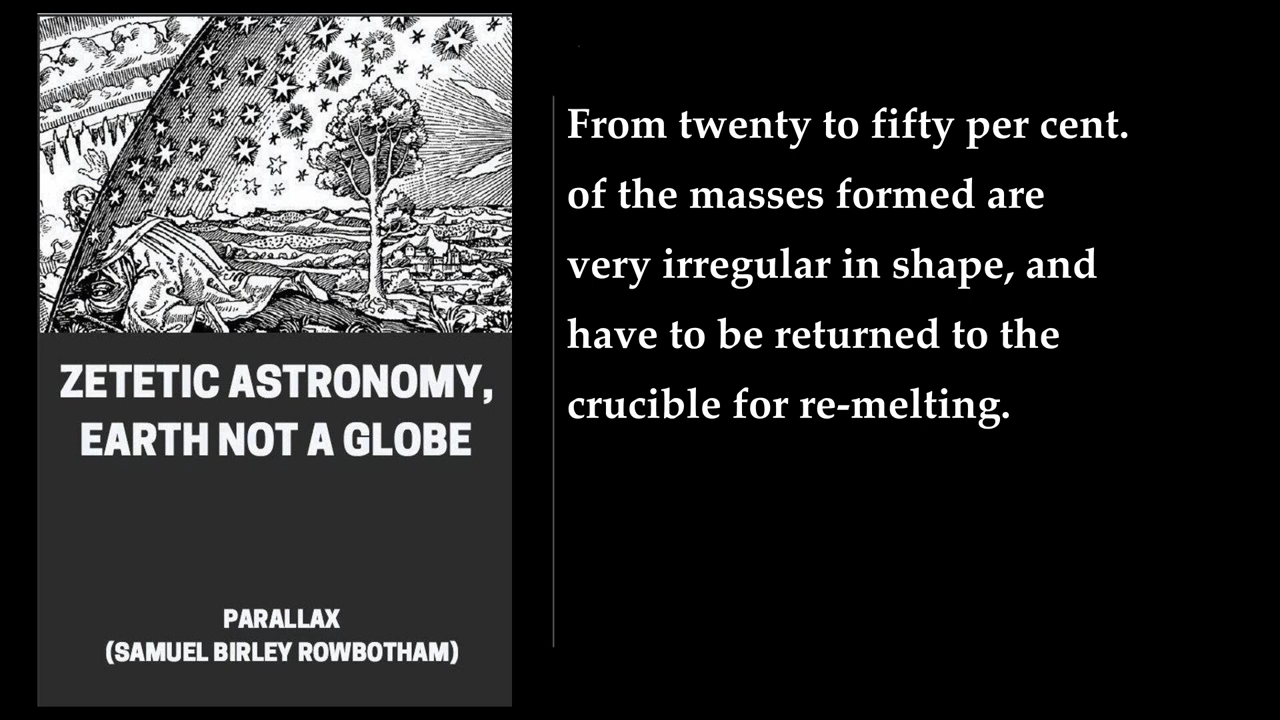 ZETETIC ASTRONOMY,
EARTH NOT A GLOBE
PARALLAX
(SAMUEL BIRLEY ROWBOTHAM)
From twenty to fifty per cent.
of the masses formed are
very irregular in shape, and
have to be returned to the
crucible for re-melting.